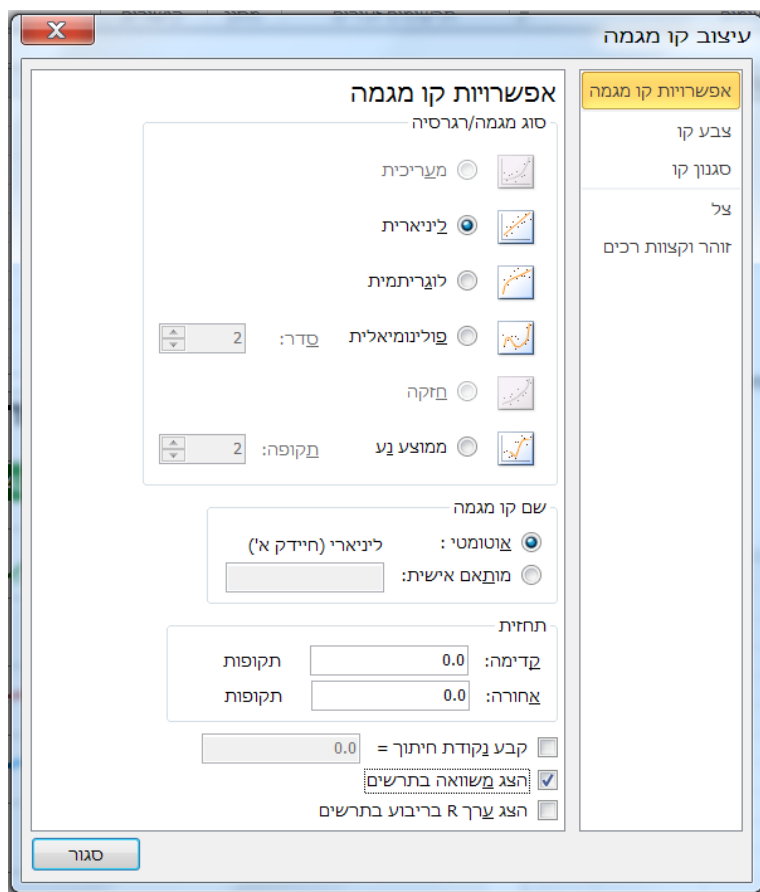 עיצוב קו מגמה
אפשרויות קו מגמה
צבע קו
סגנון קו
צל
זוהר וקצוות רכים
אפשרויות קו מגמה
סוג מגמה/רגרסיה
מעריכית
ליניארית
לוגריתמית
פולינומיאלית סדר: 2
חזקה
ממוצע נע תקופה: 2
שם קו מגמה
אוטומטי : ליניארי (חיידק א')
מותאם אישית:
תחזית
קדימה: 0.0 תקופות
אחורה: 0.0 תקופות
קבע נקודת חיתוך = 0.0
הצג משוואה בתרשים
הצג ערך R בריבוע בתרשים
סגור